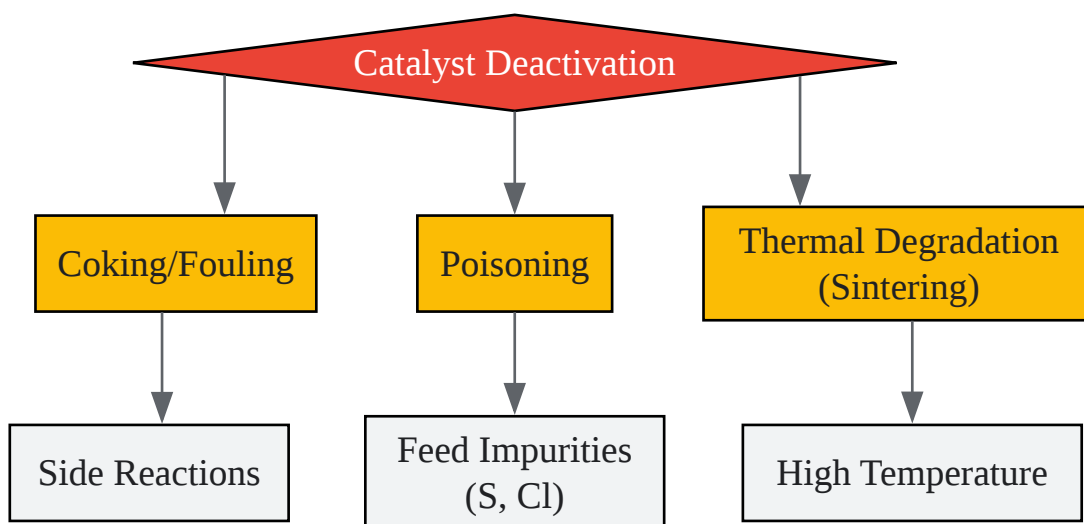 Catalyst Deactivation
Coking/Fouling
Poisoning
Thermal Degradation
(Sintering)
Side Reactions
Feed Impurities
(S, Cl)
High Temperature